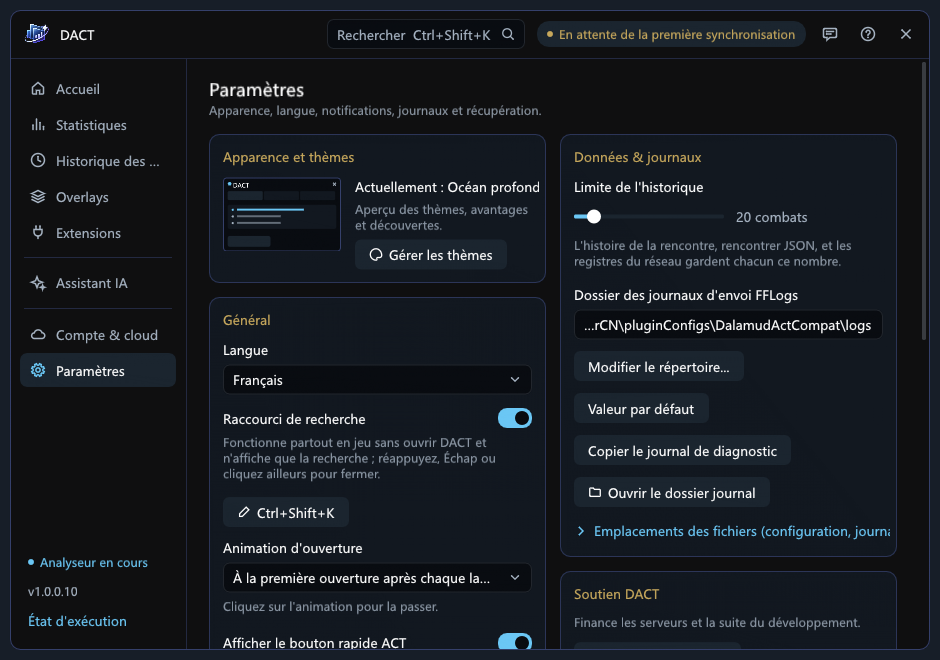 DACT
Rechercher Ctrl+Shift+K
En attente de la première synchronisation
Accueil
Statistiques
Historique des ...
Overlays
Extensions
Assistant IA
Compte & cloud
Paramètres
Analyseur en cours
v1.0.0.10
État d'exécution
Paramètres
Apparence, langue, notifications, journaux et récupération.
Apparence et thèmes
DACT
Actuellement : Océan profond
Aperçu des thèmes, avantages
et découvertes.
Gérer les thèmes
Général
Langue
Français
Raccourci de recherche
Fonctionne partout en jeu sans ouvrir DACT et
n'affiche que la recherche ; réappuyez, Échap ou
cliquez ailleurs pour fermer.
Ctrl+Shift+K
Animation d'ouverture
À la première ouverture après chaque la...
Cliquez sur l'animation pour la passer.
Afficher le bouton rapide ACT
Données & journaux
Limite de l'historique
20 combats
L'histoire de la rencontre, rencontrer JSON, et les
registres du réseau gardent chacun ce nombre.
Dossier des journaux d'envoi FFLogs
...rCN\pluginConfigs\DalamudActCompat\logs
Modifier le répertoire...
Valeur par défaut
Copier le journal de diagnostic
Ouvrir le dossier journal
Emplacements des fichiers (configuration, journa
Soutien DACT
Finance les serveurs et la suite du développement.